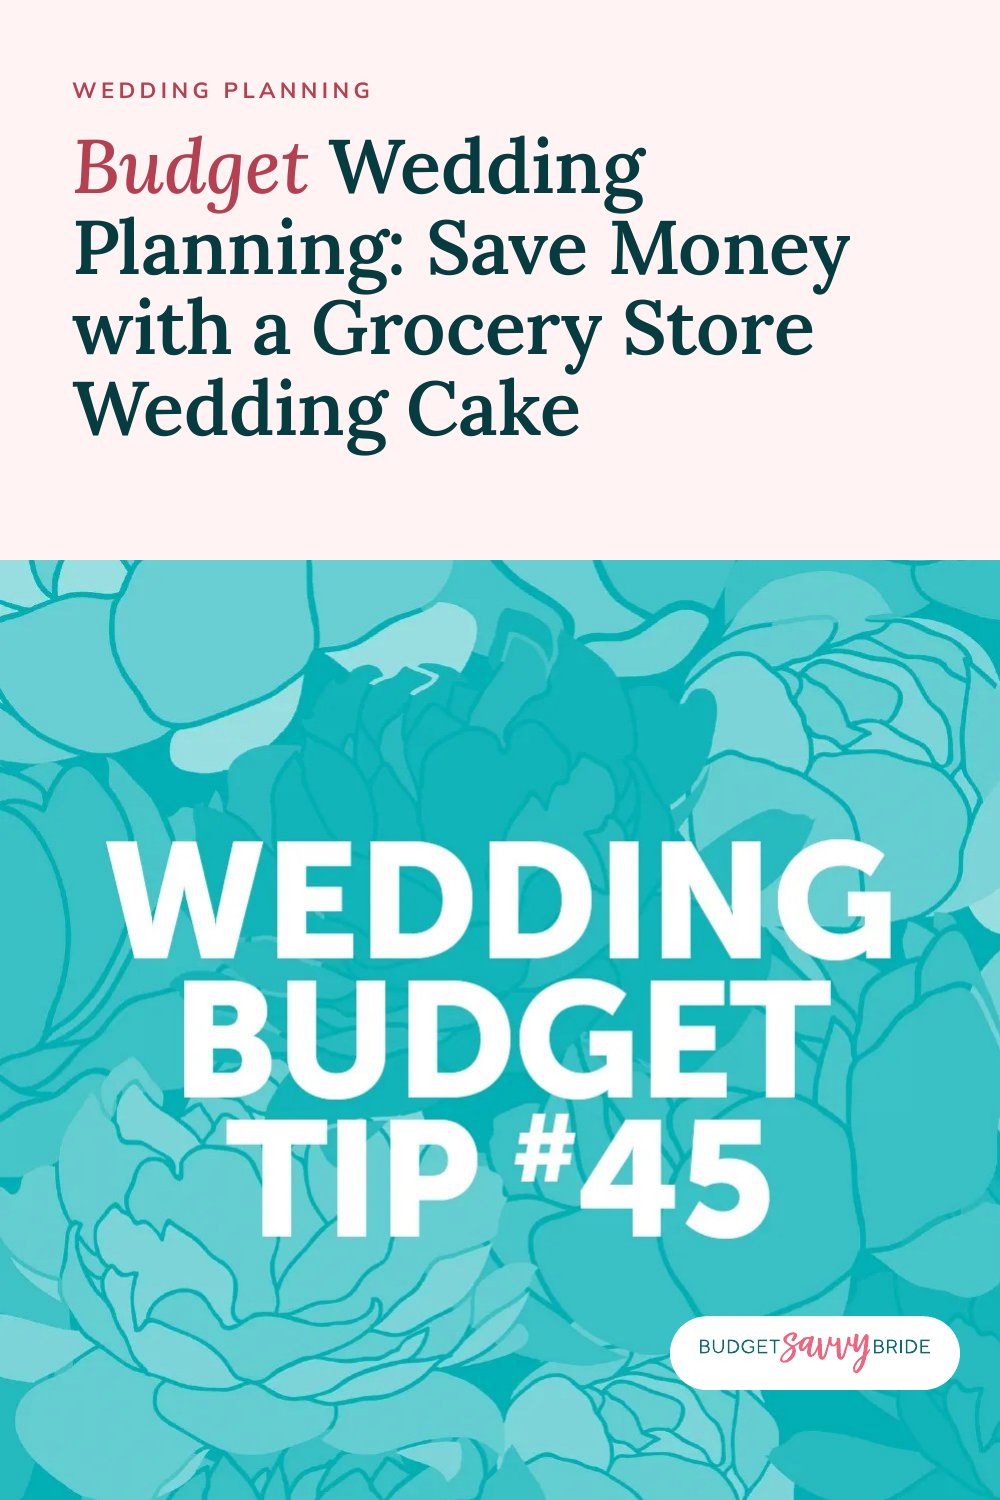 WEDDING PLANNING
Budget Wedding
Planning: Save Money
with a Grocery Store
Wedding Cake
WEDDING
BUDGET
TIP #45
BUDGET savvy BRIDE